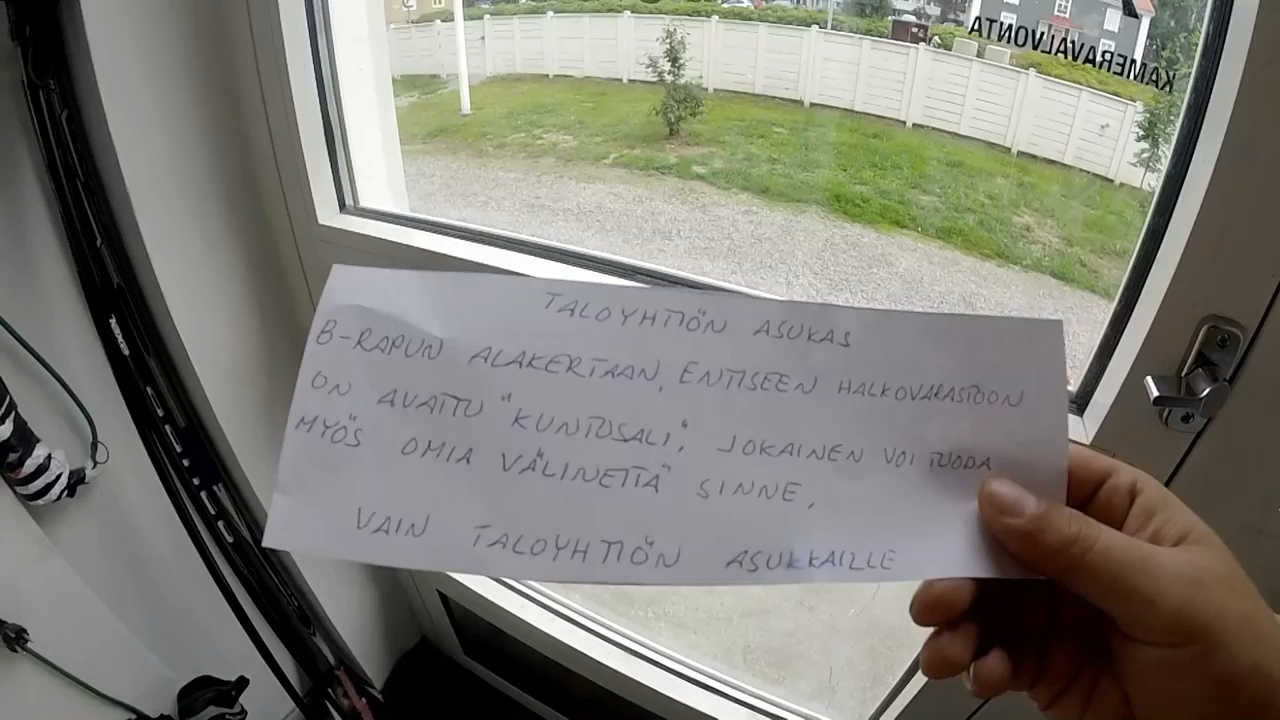 KAMERAVALVONTA
TALOYHTIÖN ASUKAS
B-RAPUN ALAKERTAAN, ENTISEEN HALKOVARASTOON
ON AVATTU "KUNTOSALI", JOKAINEN VOI TUODA
MYÖS OMIA VÄLINETTÄ SINNE,
VAIN TALOYHTIÖN ASUKKAILLE